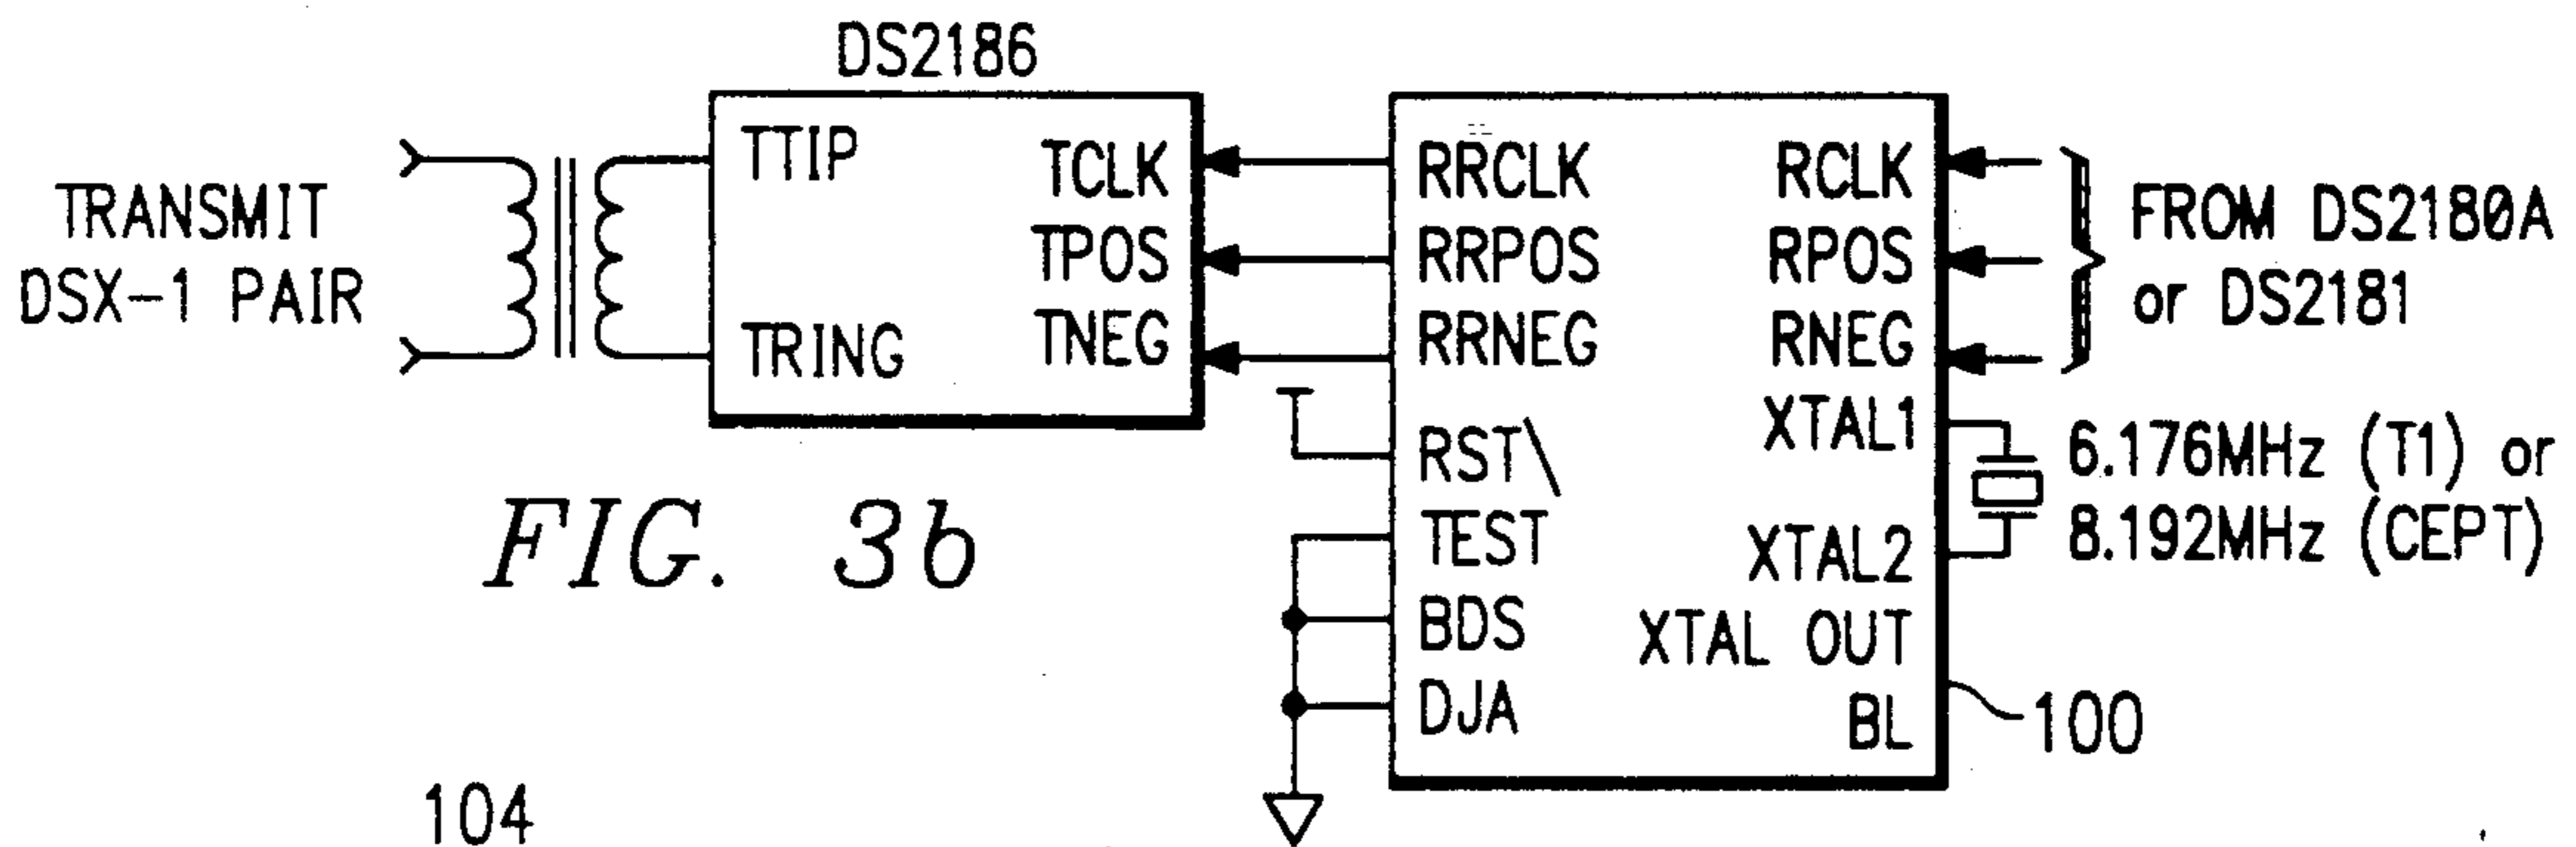 DS2186
TRANSMIT
DSX-1 PAIR
TTIP
TRING
TCLK
TPOS
TNEG
RRCLK
RRPOS
RRNEG
RST\
TEST
BDS
DJA
RCLK
RPOS
RNEG
XTAL1
XTAL2
XTAL OUT
BL
FROM DS2180A
or DS2181
6.176MHz (T1) or
8.192MHz (CEPT)
100
FIG. 3b
104